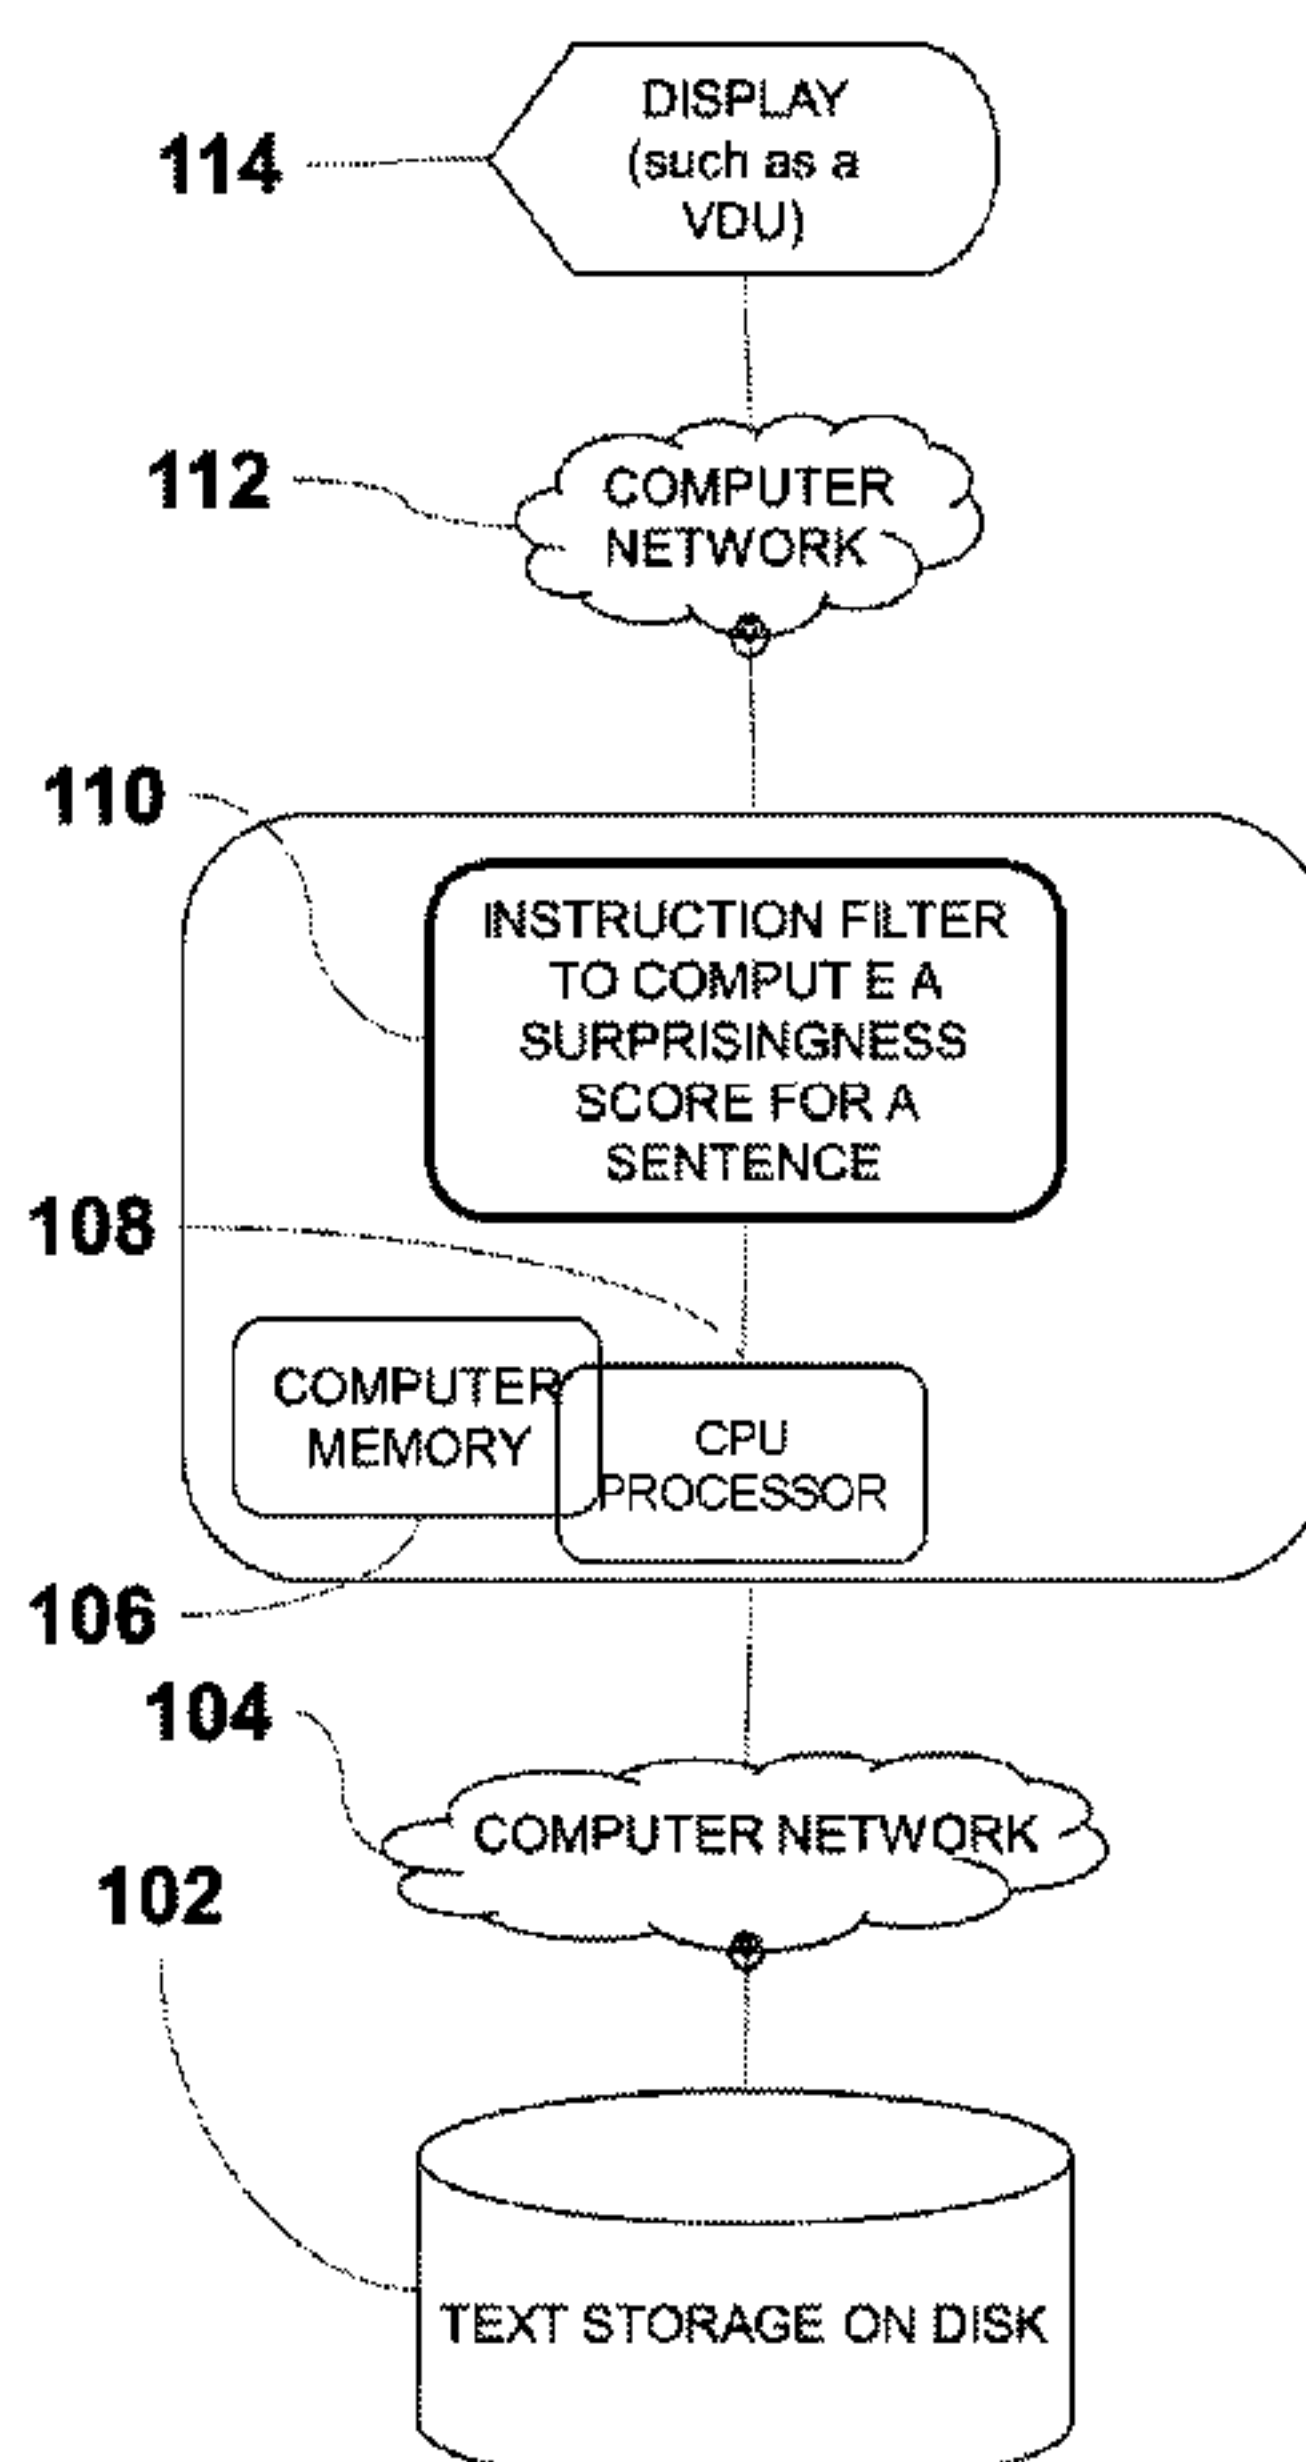 114
DISPLAY
(such as a
VDU)
112
COMPUTER
NETWORK
110
INSTRUCTION FILTER
TO COMPUT E A
SURPRISINGNESS
SCORE FOR A
SENTENCE
108
COMPUTER
MEMORY
CPU
PROCESSOR
106
104
COMPUTER NETWORK
102
TEXT STORAGE ON DISK